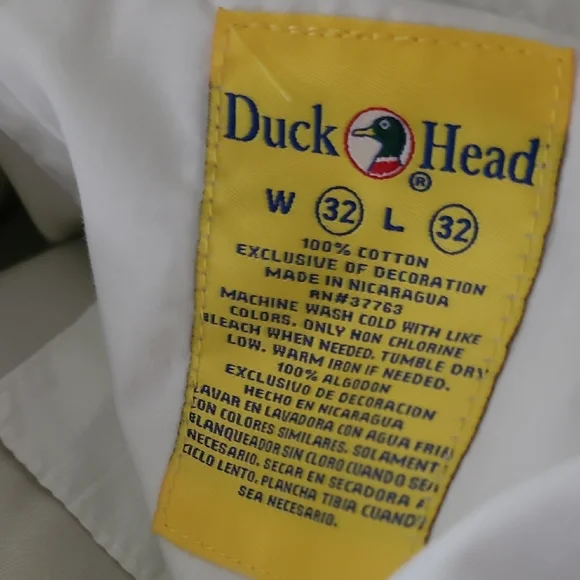 Duck Head®
W 32 L 32
100% COTTON
EXCLUSIVE OF DECORATION
MADE IN NICARAGUA
RN#37763
MACHINE WASH COLD WITH LIKE
COLORS. ONLY NON CHLORINE
BLEACH WHEN NEEDED. TUMBLE DRY
LOW. WARM IRON IF NEEDED.
100% ALGODON
EXCLUSIVO DE DECORACION
HECHO EN NICARAGUA
LAVAR EN LAVADORA CON AGUA FRIA
CON COLORES SIMILARES. SOLAMENT
BLANQUEADOR SIN CLORO CUANDO SEA
NECESARIO. SECAR EN SECADORA A
CICLO LENTO. PLANCHA TIBIA CUAND
SEA NECESARIO.